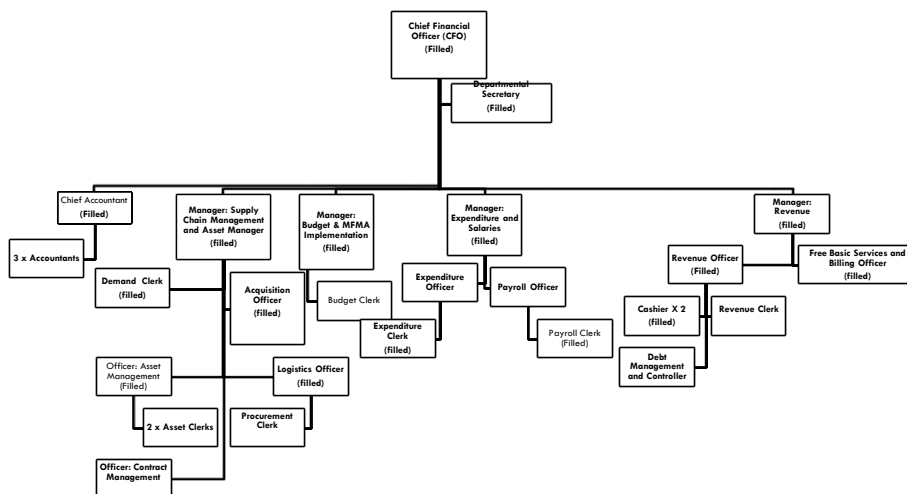 Chief Financial
Officer (CFO)
(Filled)
Departmental
Secretary
(Filled)
Chief Accountant
(Filled)
3 x Accountants
Manager: Supply
Chain Management
and Asset Manager
(filled)
Manager:
Budget & MFMA
Implementation
(filled)
Manager:
Expenditure and
Salaries
(filled)
Manager:
Revenue
(filled)
Demand Clerk
(filled)
Acquisition
Officer
(filled)
Budget Clerk
Expenditure
Officer
Payroll Officer
Revenue Officer
(Filled)
Free Basic Services and
Billing Officer
(filled)
Expenditure
Clerk
(filled)
Payroll Clerk
(Filled)
Cashier X 2
(filled)
Revenue Clerk
Debt
Management
and Controller
Officer: Asset
Management
(Filled)
Logistics Officer
(filled)
2 x Asset Clerks
Procurement
Clerk
Officer: Contract
Management